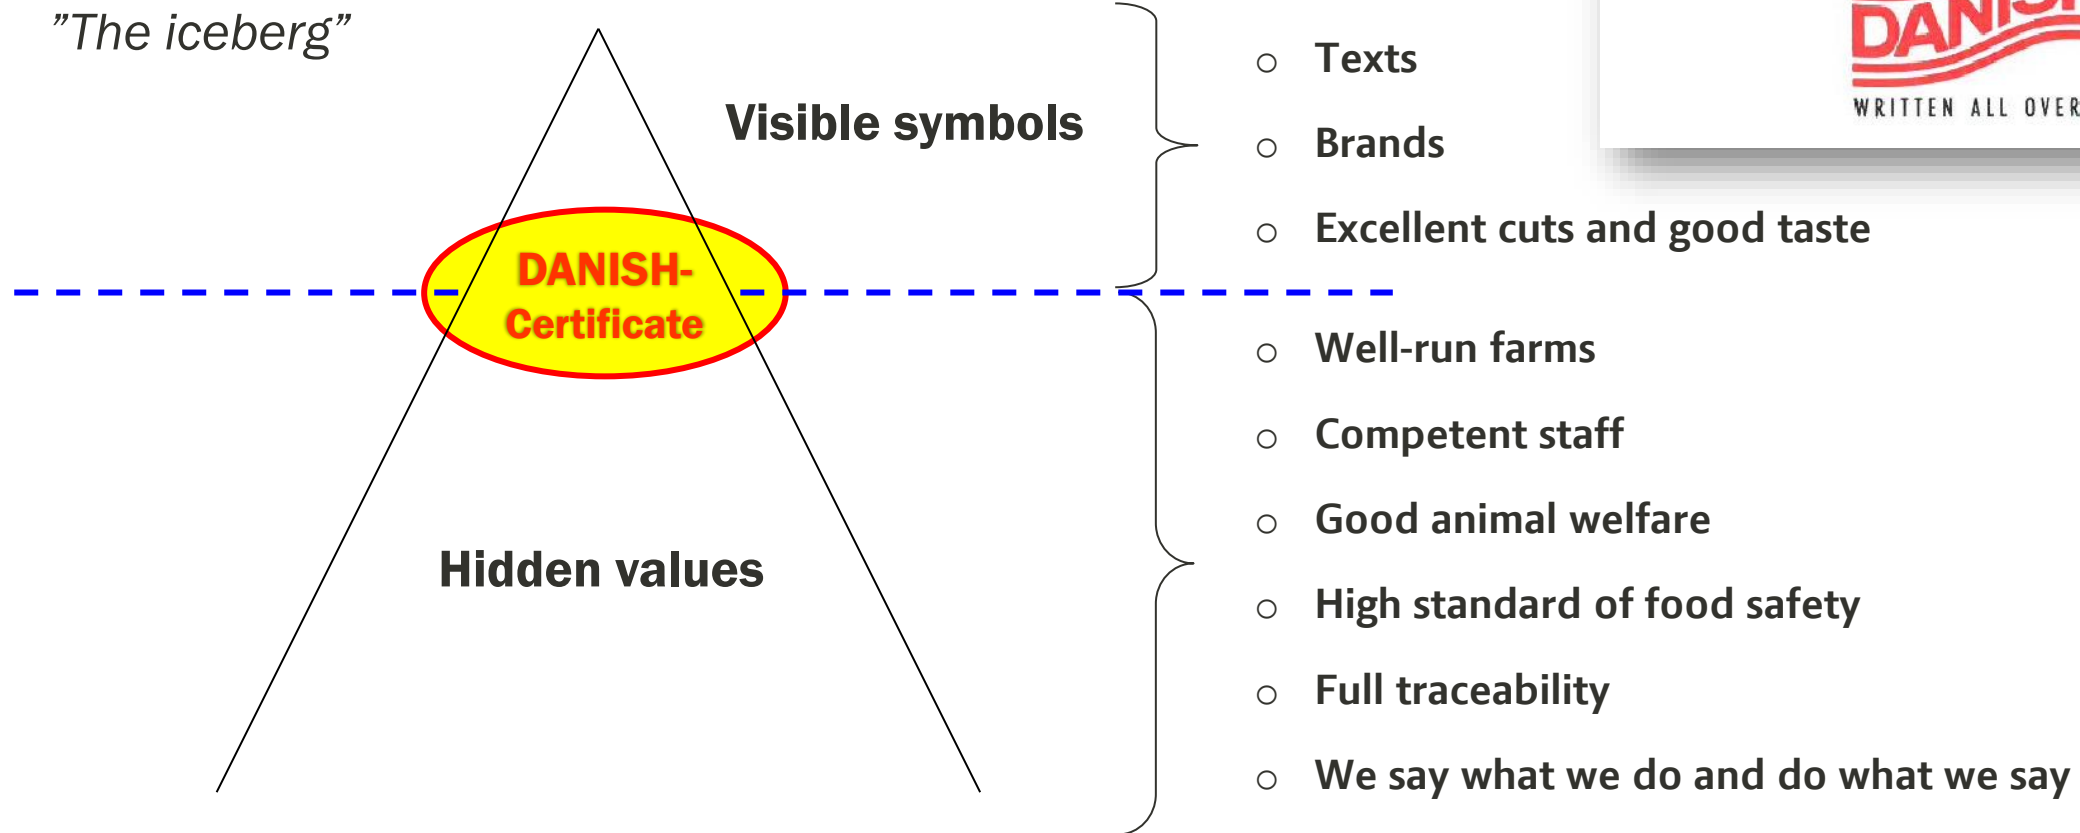 ”The iceberg”
Visible symbols
DANISH-
Certificate
Hidden values
○ Texts
○ Brands
○ Excellent cuts and good taste
○ Well-run farms
○ Competent staff
○ Good animal welfare
○ High standard of food safety
○ Full traceability
○ We say what we do and do what we say
DANISH
WRITTEN ALL OVER